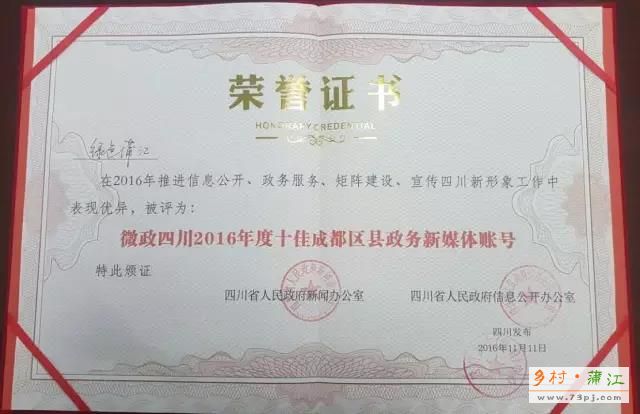 荣誉证书
HONORARY CREDENTIAL
绿色蒲江
在2016年推进信息公开、政务服务、矩阵建设、宣传四川新形象工作中
表现优异，被评为：
微政四川2016年度十佳成都区县政务新媒体账号
特此颁证
四川省人民政府新闻办公室 四川省人民政府信息公开办公室
四川发布
2016年11月11日
乡村·蒲江
www.73pj.com